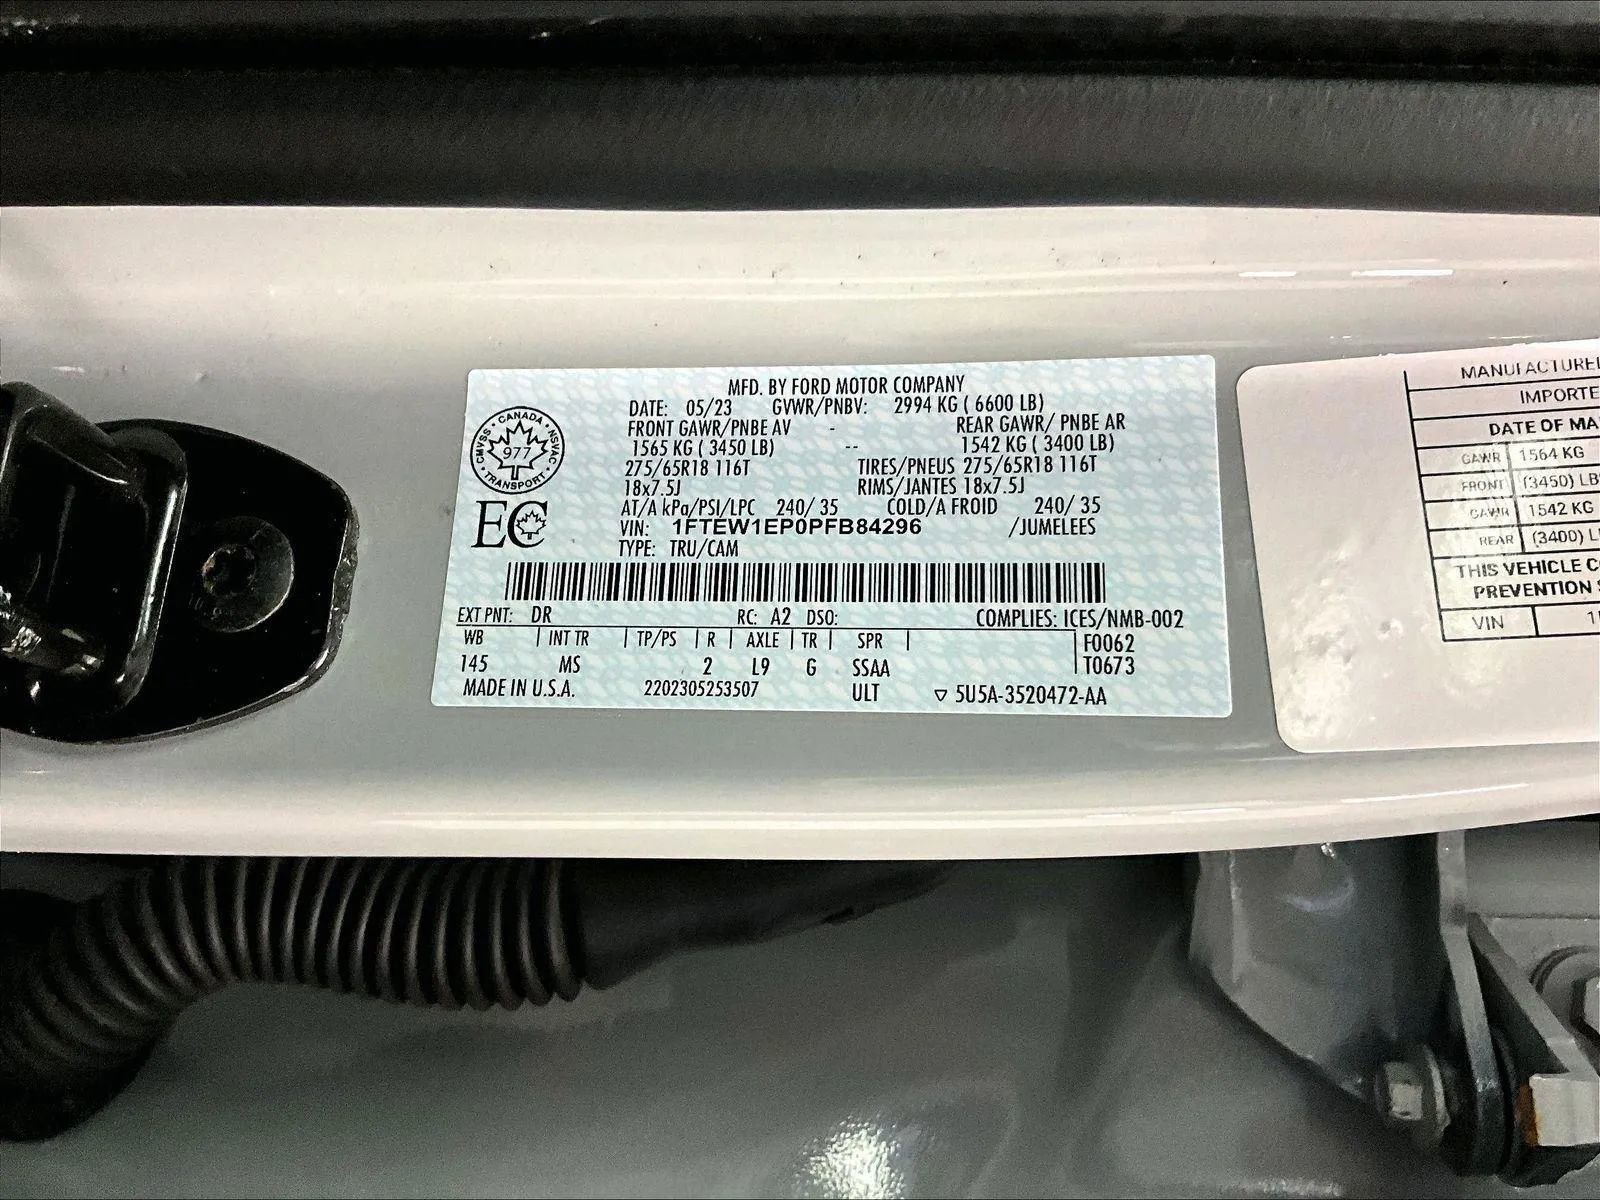 MFD. BY FORD MOTOR COMPANY
DATE: 05/23 GVWR/PNBV: 2994 KG ( 6600 LB)
FRONT GAWR/PNBE AV - REAR GAWR/ PNBE AR
1565 KG ( 3450 LB) -- 1542 KG ( 3400 LB)
275/65R18 116T TIRES/PNEUS 275/65R18 116T
18x7.5J RIMS/JANTES 18x7.5J
AT/A kPa/PSI/LPC 240/ 35 COLD/A FROID 240/ 35
VIN: 1FTEW1EP0PFB84296 /JUMELEES
TYPE: TRU/CAM
CANADA
CMVSS 977 NSVAC
TRANSPORT
EC
EXT PNT: DR RC: A2 DSO: COMPLIES: ICES/NMB-002
WB | INT TR | TP/PS | R | AXLE | TR | SPR | F0062
145 MS 2 L9 G SSAA T0673
MADE IN U.S.A. 2202305253507 ULT ▽ 5U5A-3520472-AA
MANUFACTURE
IMPORTE
DATE OF MA
GAWR 1564 KG
FRONT (3450) LB
GAWR 1542 KG
REAR (3400) L
THIS VEHICLE C
PREVENTION
VIN 1